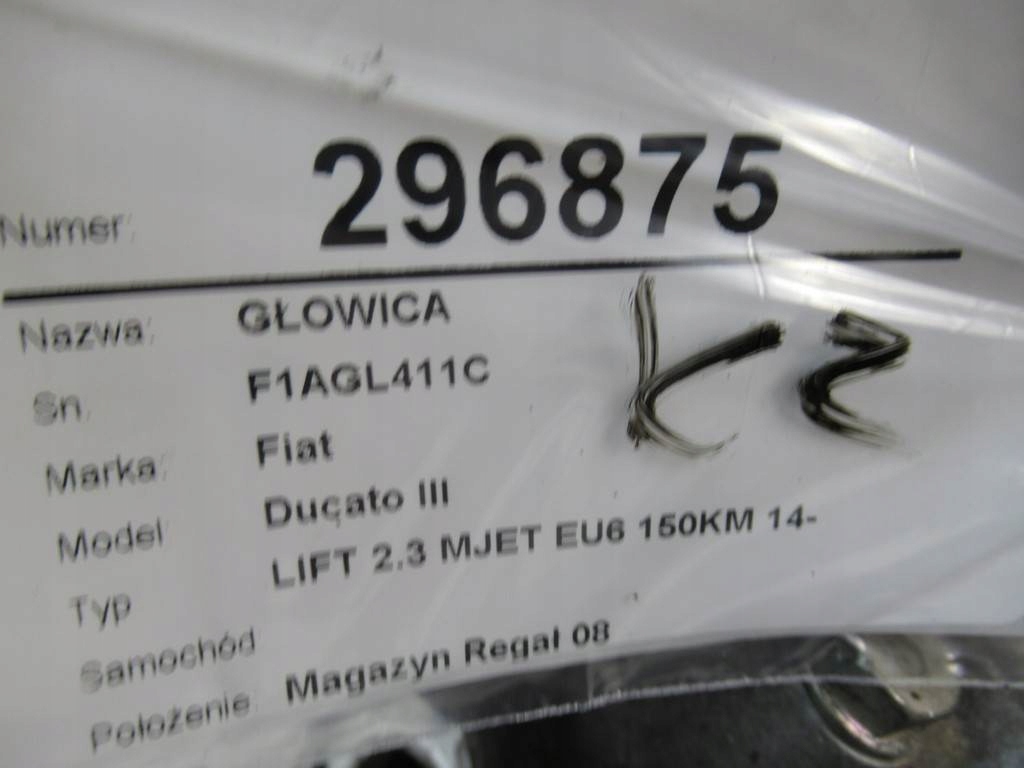 Numer: 296875
Nazwa: GŁOWICA
Sn. F1AGL411C
Marka: Fiat
Model Ducato III
Typ LIFT 2.3 MJET EU6 150KM 14-
Samochód
Położenie: Magazyn Regał 08